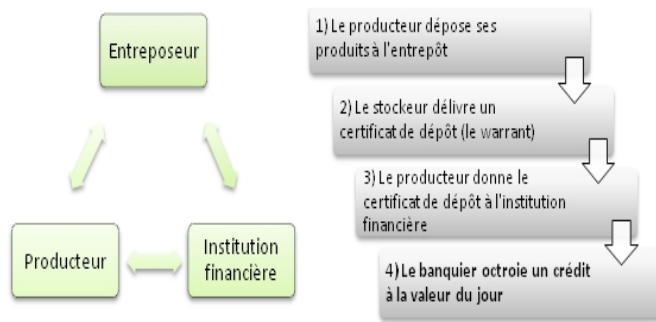 Entreposeur
Producteur
Institution
financière
1) Le producteur dépose ses
produits à l'entrepôt
2) Le stockeur délivre un
certificat de dépôt (le warrant)
3) Le producteur donne le
certificat de dépôt à l'institution
financière
4) Le banquier octroie un crédit
à la valeur du jour